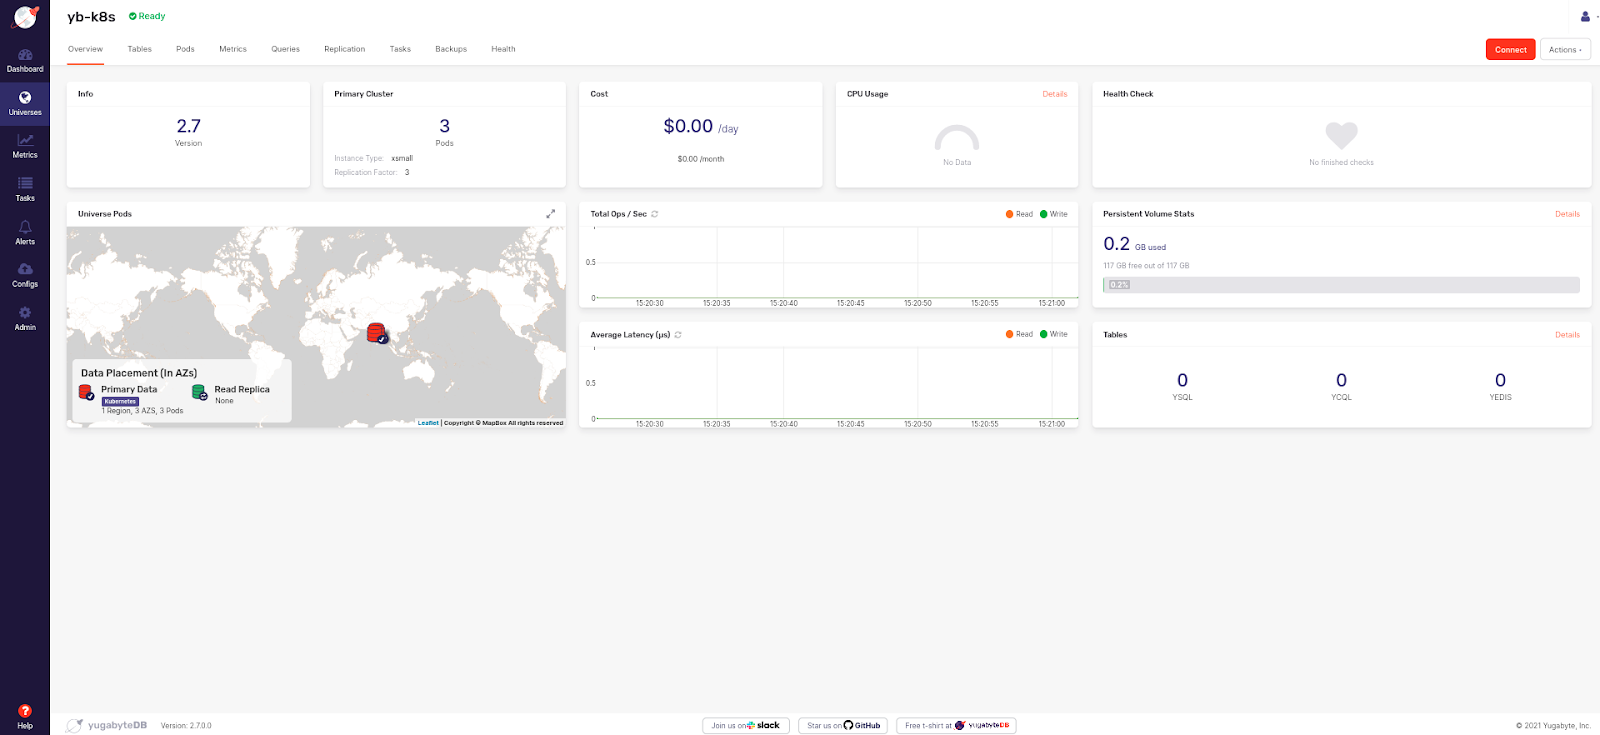 yb-k8s Ready
Overview Tables Pods Metrics Queries Replication Tasks Backups Health
Connect Actions
Dashboard
Universes
Metrics
Tasks
Alerts
Configs
Admin
Help
Info
2.7
Version
Primary Cluster
3
Pods
Instance Type: xsmall
Replication Factor: 3
Cost
$0.00 /day
$0.00 /month
CPU Usage Details
No Data
Health Check
No finished checks
Universe Pods
Data Placement (In AZs)
Primary Data
Kubernetes
1 Region, 3 AZS, 3 Pods
Read Replica
None
Leaflet | Copyright © MapBox All rights reserved
Total Ops / Sec Read Write
1
0.5
0
15:20:30 15:20:35 15:20:40 15:20:45 15:20:50 15:20:55 15:21:00
Average Latency (μs) Read Write
1
0.5
0
15:20:30 15:20:35 15:20:40 15:20:45 15:20:50 15:20:55 15:21:00
Persistent Volume Stats Details
0.2 GB used
117 GB free out of 117 GB
0.2%
Tables Details
0 0 0
YSQL YCQL YEDIS
yugabyteDB Version: 2.7.0.0
Join us on slack
Star us on GitHub
Free t-shirt at yugabyteDB
© 2021 Yugabyte, Inc.